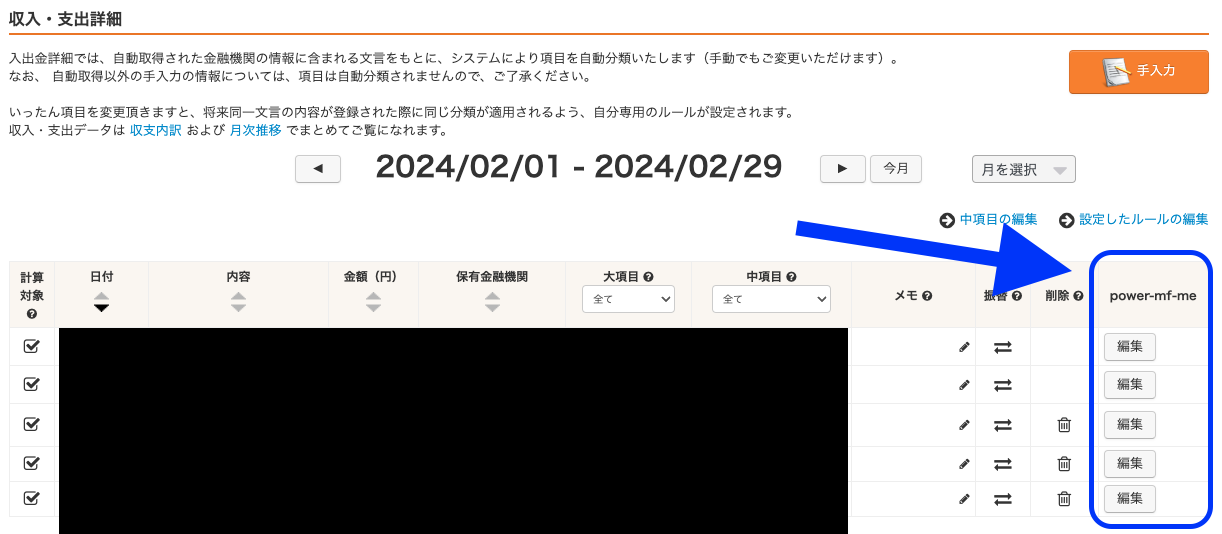 収入・支出詳細
入出金詳細では、自動取得された金融機関の情報に含まれる文言をもとに、システムにより項目を自動分類いたします（手動でもご変更いただけます）。
なお、 自動取得以外の手入力の情報については、項目は自動分類されませんので、ご了承ください。
手入力
いったん項目を変更頂きますと、将来同一文言の内容が登録された際に同じ分類が適用されるよう、自分専用のルールが設定されます。
収入・支出データは 収支内訳 および 月次推移 でまとめてご覧になれます。
◄ 2024/02/01 - 2024/02/29 ► 今月 月を選択
中項目の編集 設定したルールの編集
計算対象 日付 内容 金額（円） 保有金融機関 大項目 中項目 メモ 振替 削除 power-mf-me
全て 全て
編集
編集
編集
編集
編集